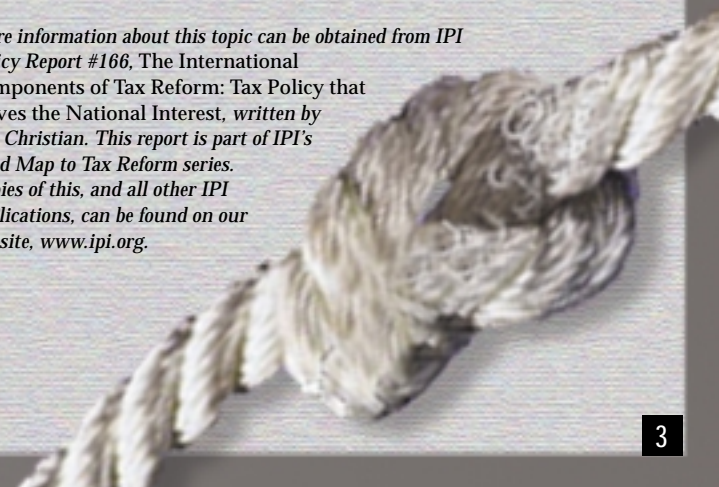 re information about this topic can be obtained from IPI
icy Report #166, The International
mponents of Tax Reform: Tax Policy that
ves the National Interest, written by
Christian. This report is part of IPI's
d Map to Tax Reform series.
pies of this, and all other IPI
lications, can be found on our
site, www.ipi.org.
3